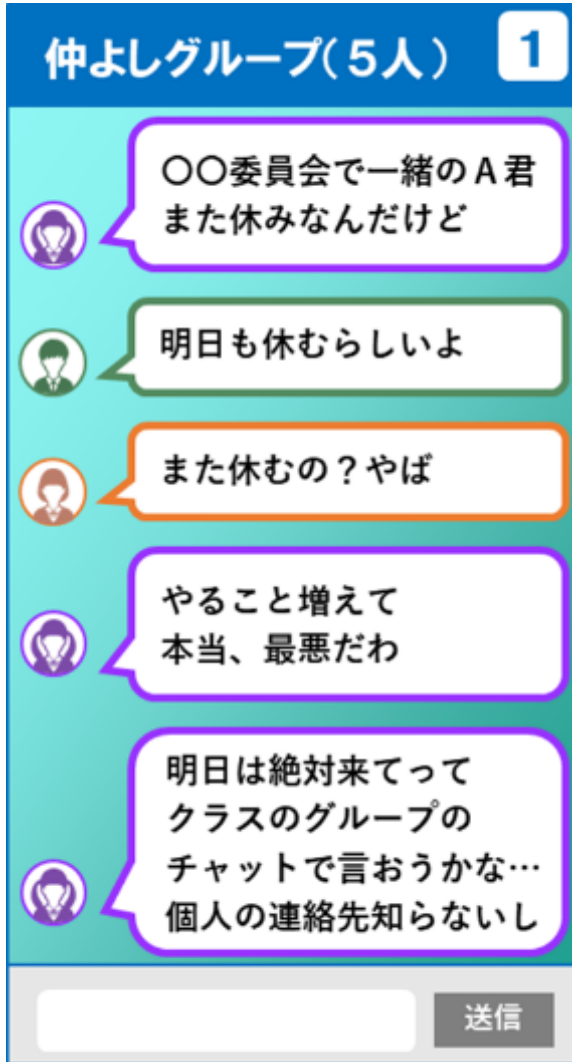 仲よしグループ(5人)
1
〇〇委員会で一緒のA君
また休みなんだけど
明日も休むらしいよ
また休むの?やば
やること増えて
本当、最悪だわ
明日は絶対来てって
クラスのグループの
チャットで言おうかな…
個人の連絡先知らないし
送信